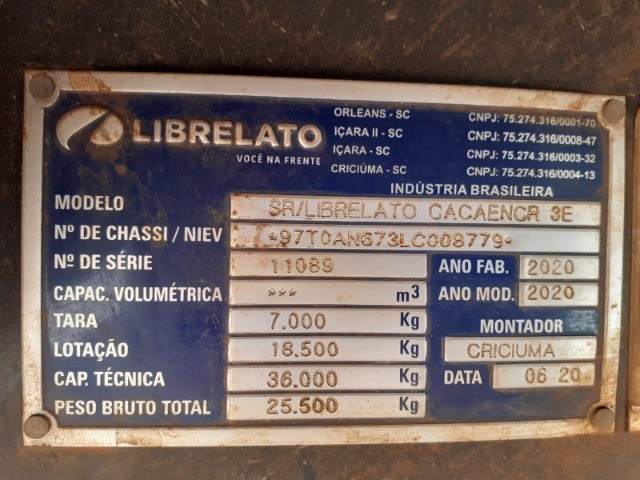 LIBRELATO
VOCÊ NA FRENTE
ORLEANS - SC CNPJ: 75.274.316/0001-70
IÇARA II - SC CNPJ: 75.274.316/0008-47
IÇARA - SC CNPJ: 75.274.316/0003-32
CRICIÚMA - SC CNPJ: 75.274.316/0004-13
INDÚSTRIA BRASILEIRA
MODELO SR/LIBRELATO CACAENCR 3E
Nº DE CHASSI / NIEV *97T0AN673LC008779*
Nº DE SÉRIE 11089 ANO FAB. 2020
CAPAC. VOLUMÉTRICA *** m³ ANO MOD. 2020
TARA 7.000 Kg MONTADOR
LOTAÇÃO 18.500 Kg CRICIUMA
CAP. TÉCNICA 36.000 Kg DATA 06 20
PESO BRUTO TOTAL 25.500 Kg